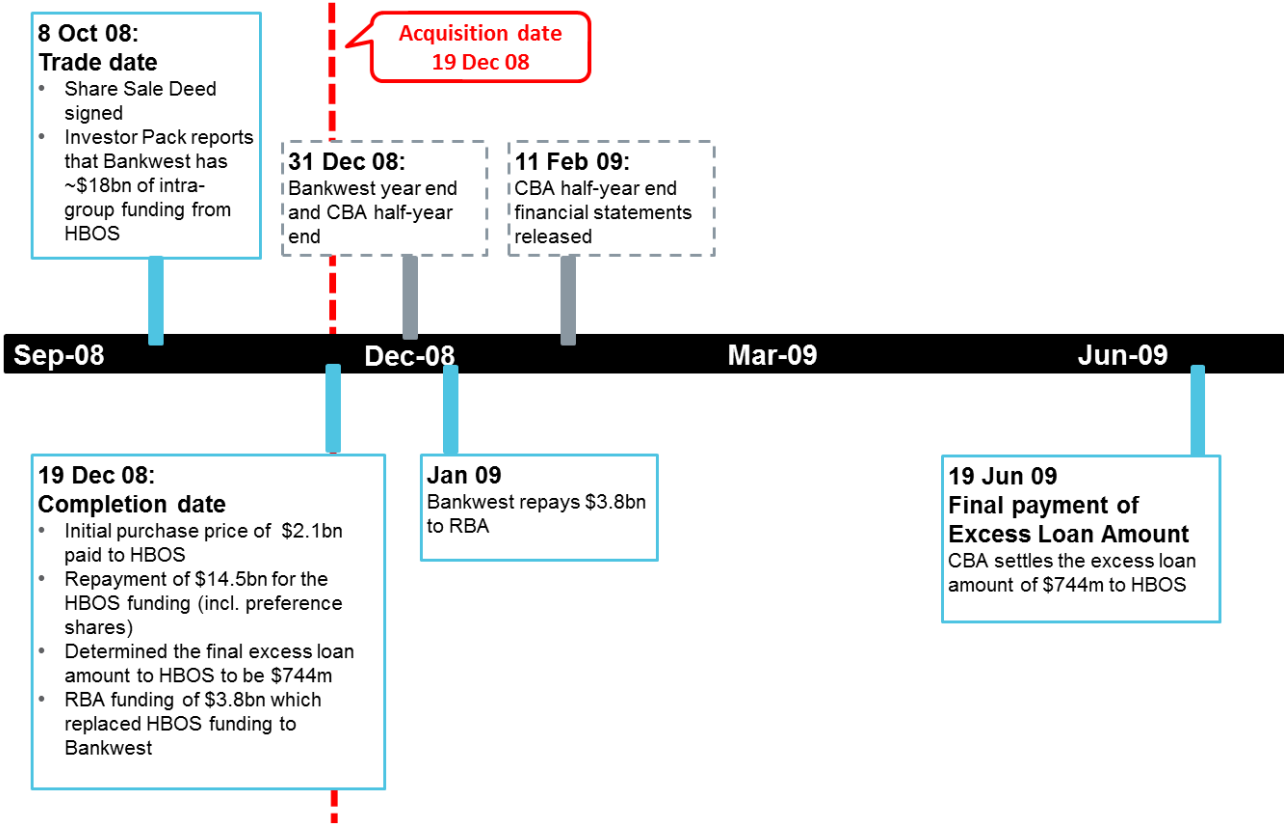 8 Oct 08:
Trade date
• Share Sale Deed
signed
• Investor Pack reports
that Bankwest has
~$18bn of intra-
group funding from
HBOS
Acquisition date
19 Dec 08
31 Dec 08:
Bankwest year end
and CBA half-year
end
11 Feb 09:
CBA half-year end
financial statements
released
Sep-08
Dec-08
Mar-09
Jun-09
19 Dec 08:
Completion date
• Initial purchase price of $2.1bn
paid to HBOS
• Repayment of $14.5bn for the
HBOS funding (incl. preference
shares)
• Determined the final excess loan
amount to HBOS to be $744m
• RBA funding of $3.8bn which
replaced HBOS funding to
Bankwest
Jan 09
Bankwest repays $3.8bn
to RBA
19 Jun 09
Final payment of
Excess Loan Amount
CBA settles the excess loan
amount of $744m to HBOS